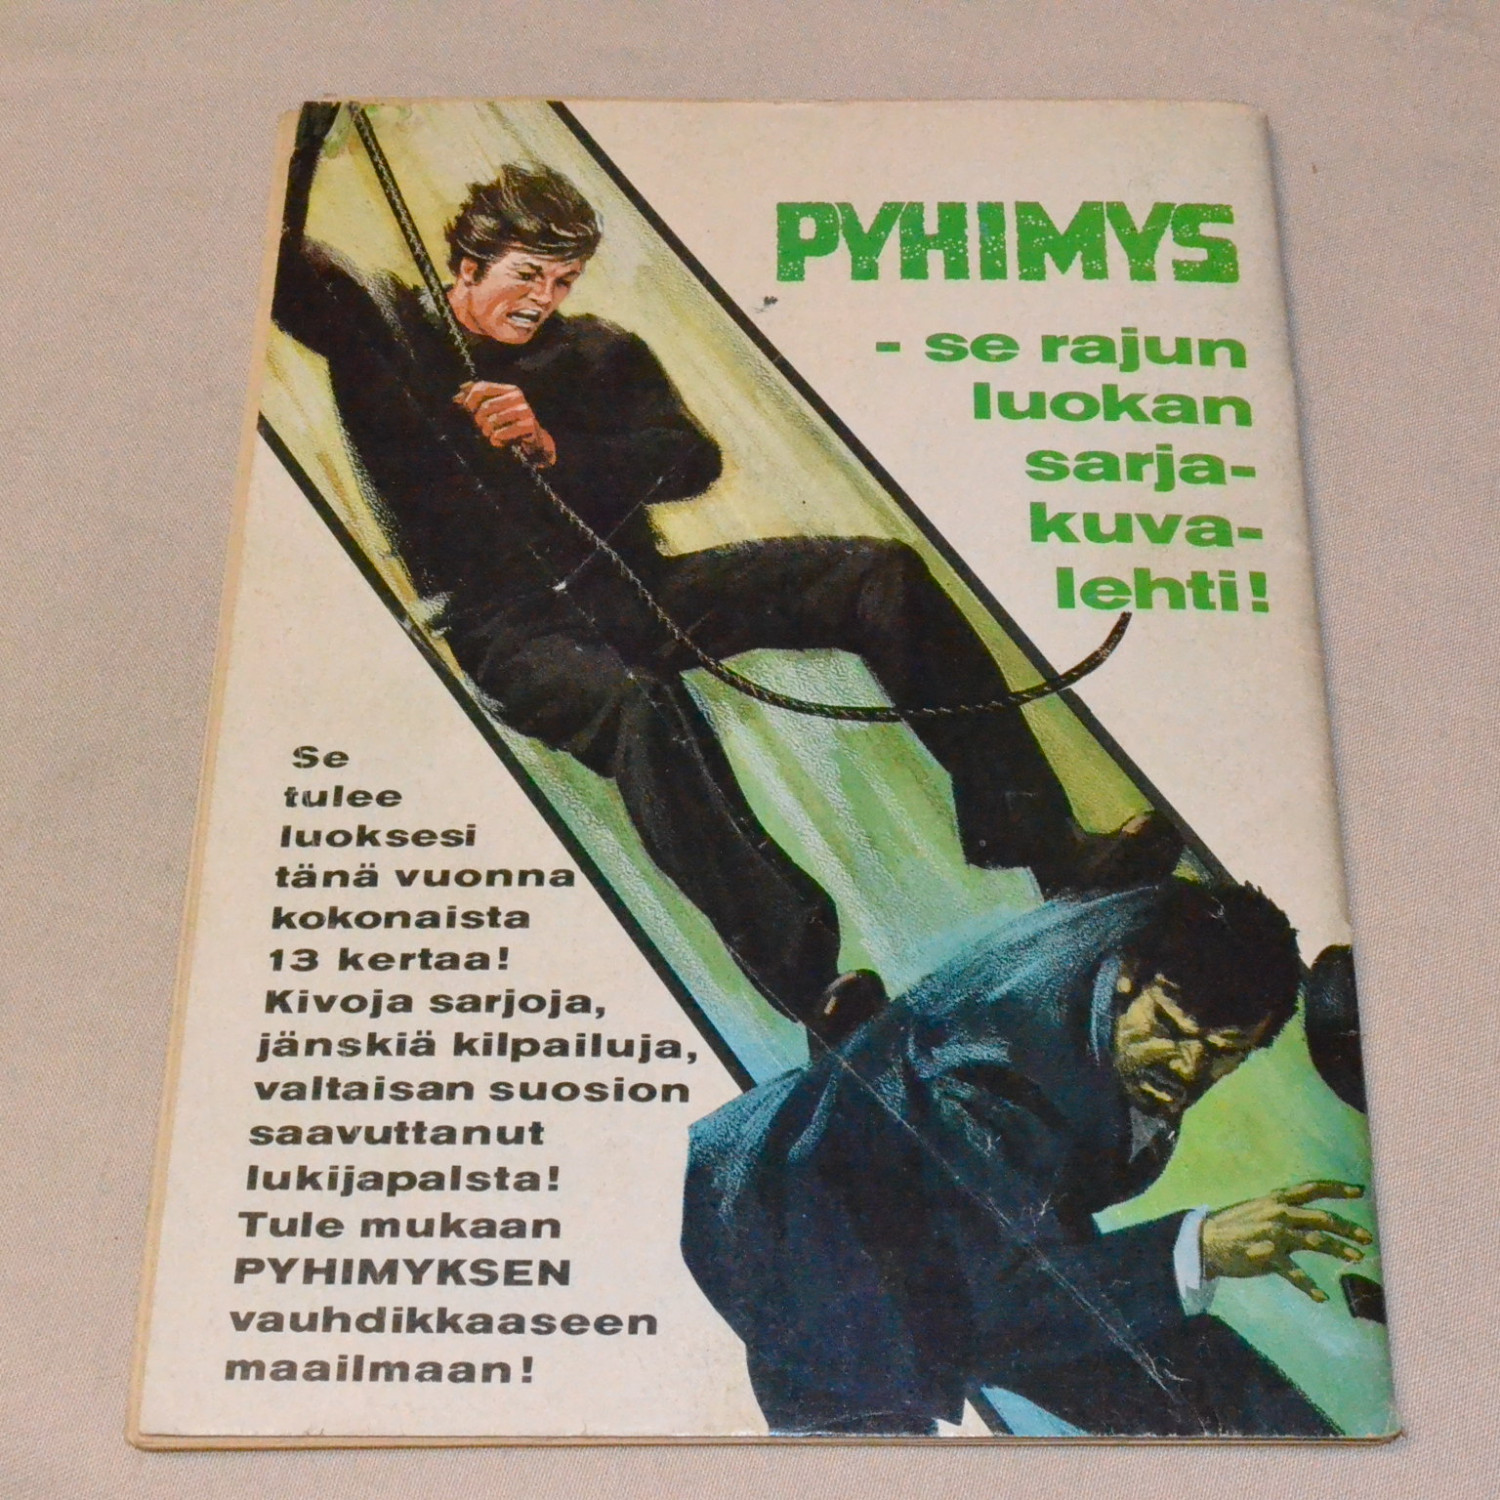 PYHIMYS
- se rajun
luokan
sarja-
kuva-
lehti!
Se
tulee
luoksesi
tänä vuonna
kokonaista
13 kertaa!
Kivoja sarjoja,
jänskiä kilpailuja,
valtaisan suosion
saavuttanut
lukijapalsta!
Tule mukaan
PYHIMYKSEN
vauhdikkaaseen
maailmaan!